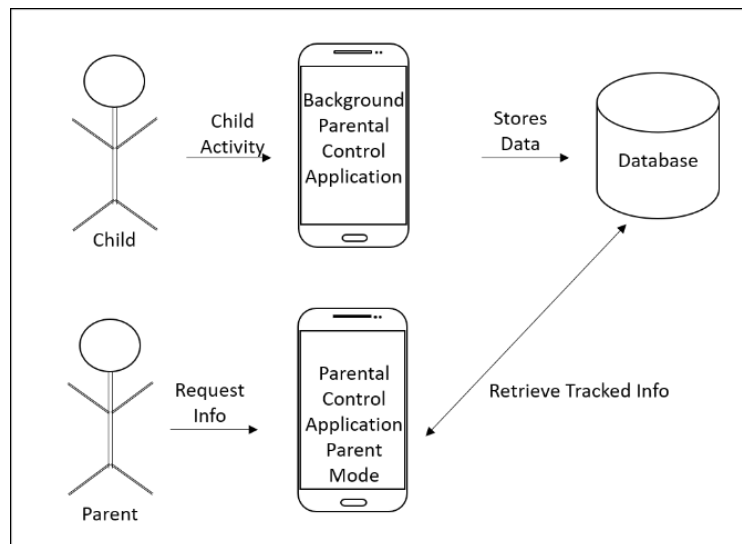 Child
Activity
Background
Parental
Control
Application
Stores
Data
Database
Child
Request
Info
Parental
Control
Application
Parent
Mode
Retrieve Tracked Info
Parent